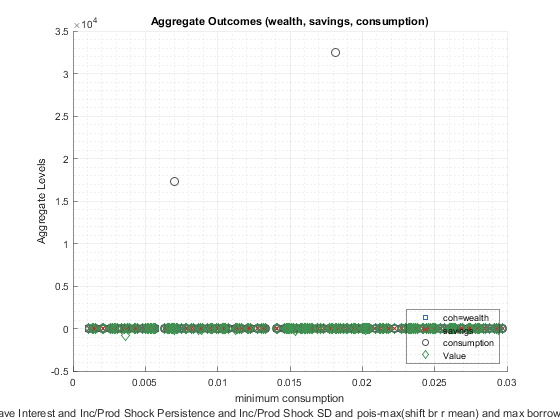 Aggregate Outcomes (wealth, savings, consumption)
×10⁴
3.5
3
2.5
2
1.5
1
0.5
0
-0.5
Aggregate Levels
0
0.005
0.01
0.015
0.02
0.025
0.03
coh=wealth
savings
consumption
Value
minimum consumption
ave Interest and Inc/Prod Shock Persistence and Inc/Prod Shock SD and pois-max(shift br r mean) and max borrow